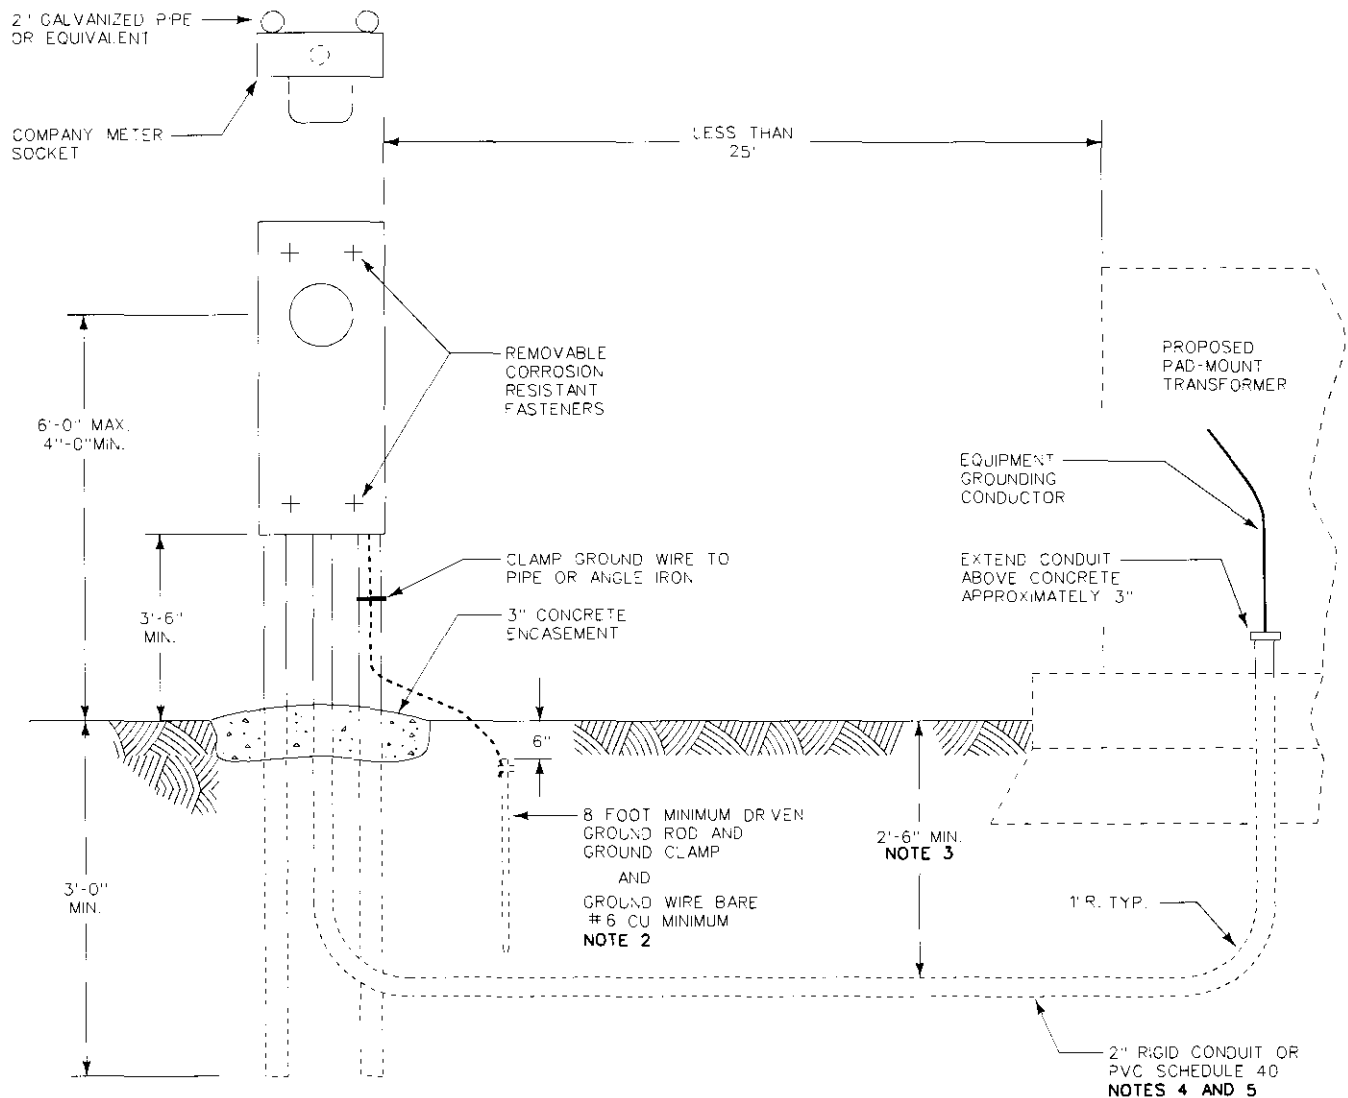 2" GALVANIZED PIPE
OR EQUIVALENT
COMPANY METER
SOCKET
LESS THAN
25'
REMOVABLE
CORROSION
RESISTANT
FASTENERS
PROPOSED
PAD-MOUNT
TRANSFORMER
6'-0" MAX.
4"-0"MIN.
EQUIPMENT
GROUNDING
CONDUCTOR
CLAMP GROUND WIRE TO
PIPE OR ANGLE IRON
EXTEND CONDUIT
ABOVE CONCRETE
APPROXIMATELY 3"
3'-6"
MIN.
3" CONCRETE
ENCASEMENT
6"
8 FOOT MINIMUM DRIVEN
GROUND ROD AND
GROUND CLAMP
AND
GROUND WIRE BARE
#6 CU MINIMUM
NOTE 2
2'-6" MIN.
NOTE 3
3'-0"
MIN.
1' R. TYP.
2" RIGID CONDUIT OR
PVC SCHEDULE 40
NOTES 4 AND 5